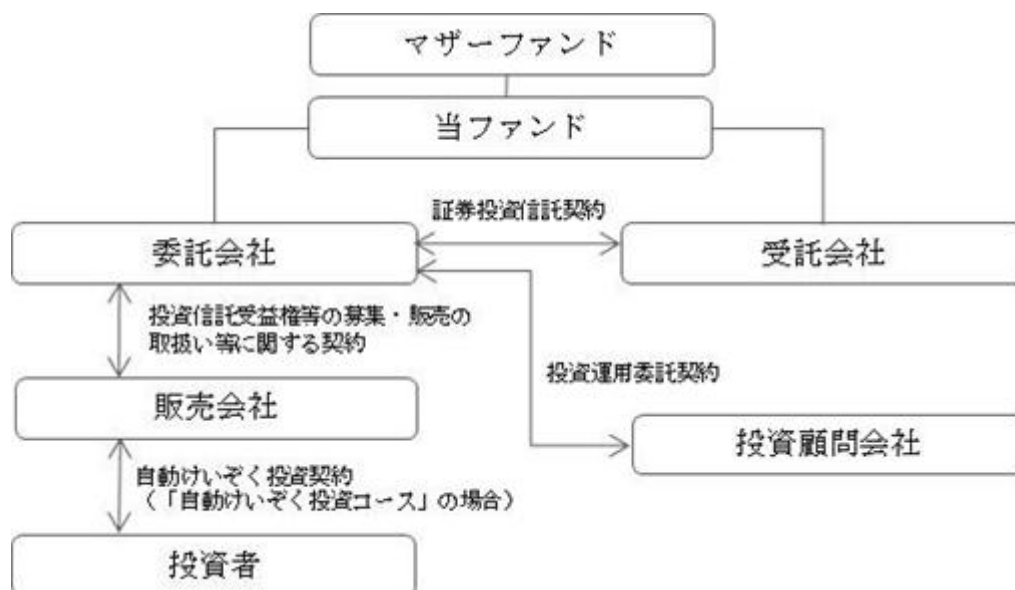 マザーファンド
当ファンド
証券投資信託契約
委託会社
受託会社
投資信託受益権等の募集・販売の
取扱い等に関する契約
投資運用委託契約
販売会社
投資顧問会社
自動けいぞく投資契約
（「自動けいぞく投資コース」の場合）
投資者